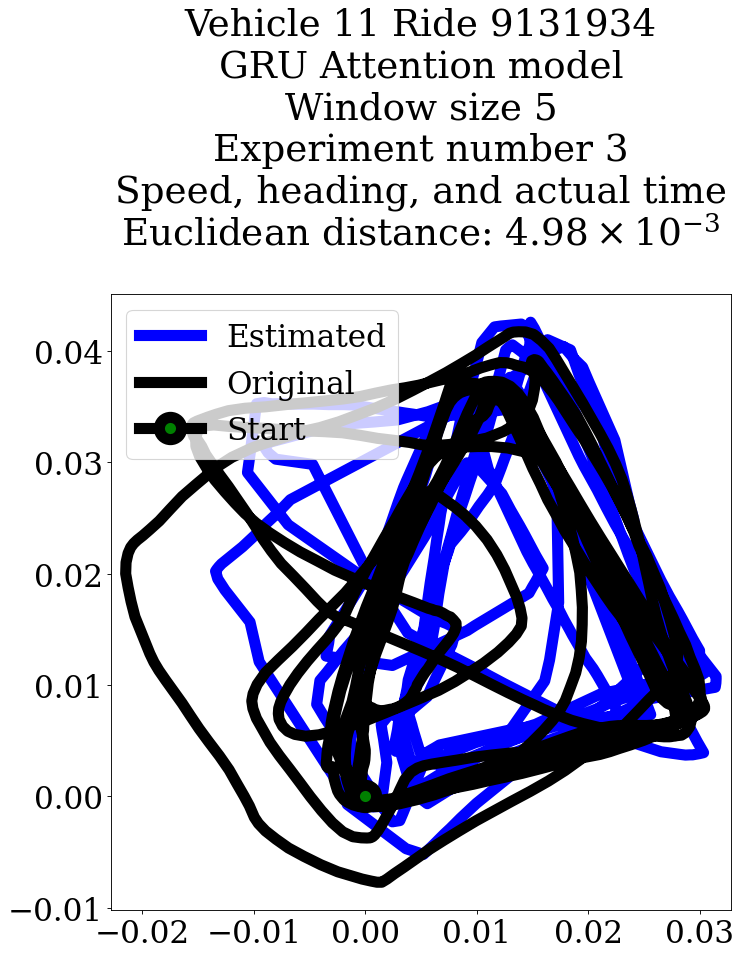 Vehicle 11 Ride 9131934
GRU Attention model
Window size 5
Experiment number 3
Speed, heading, and actual time
Euclidean distance: 4.98 × 10⁻³
Estimated
Original
Start
0.04
0.03
0.02
0.01
0.00
−0.01
−0.02 −0.01 0.00 0.01 0.02 0.03